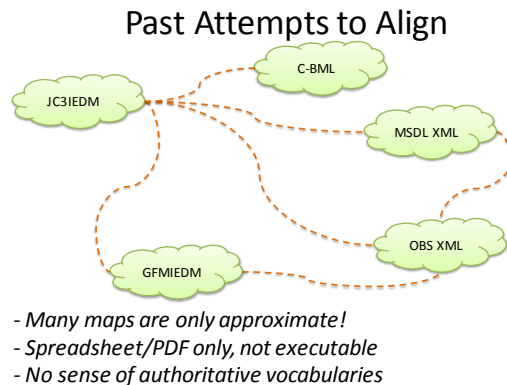 Past Attempts to Align
C-BML
JC3IEDM
MSDL XML
OBS XML
GFMIEDM
- Many maps are only approximate!
- Spreadsheet/PDF only, not executable
- No sense of authoritative vocabularies